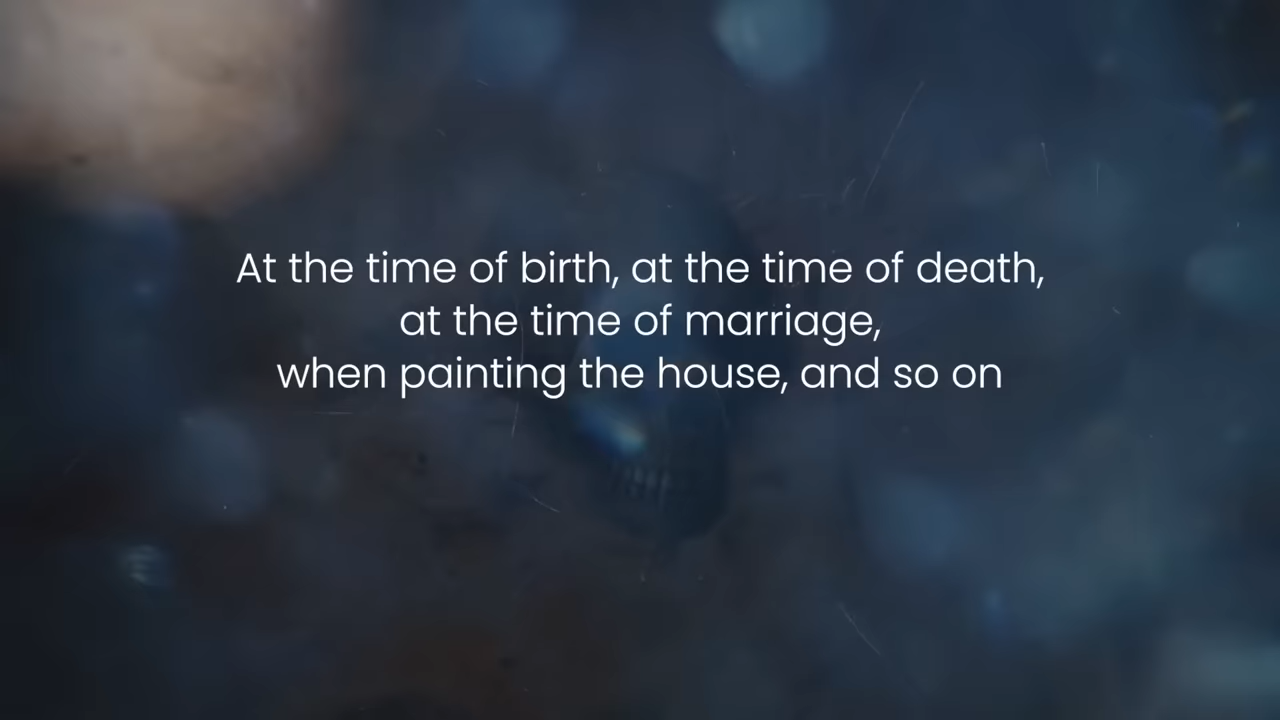 At the time of birth, at the time of death,
at the time of marriage,
when painting the house, and so on